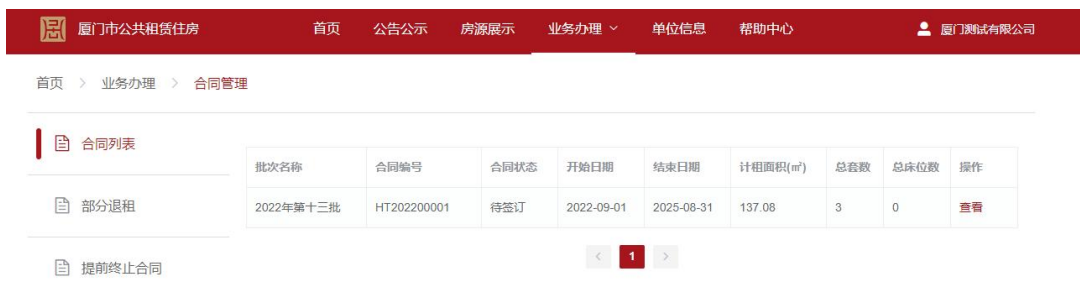 厦门市公共租赁住房 首页 公告公示 房源展示 业务办理 单位信息 帮助中心 厦门测试有限公司
首页 > 业务办理 > 合同管理
合同列表
批次名称 合同编号 合同状态 开始日期 结束日期 计租面积(㎡) 总套数 总床位数 操作
部分退租
2022年第十三批 HT202200001 待签订 2022-09-01 2025-08-31 137.08 3 0 查看
< 1 >
提前终止合同